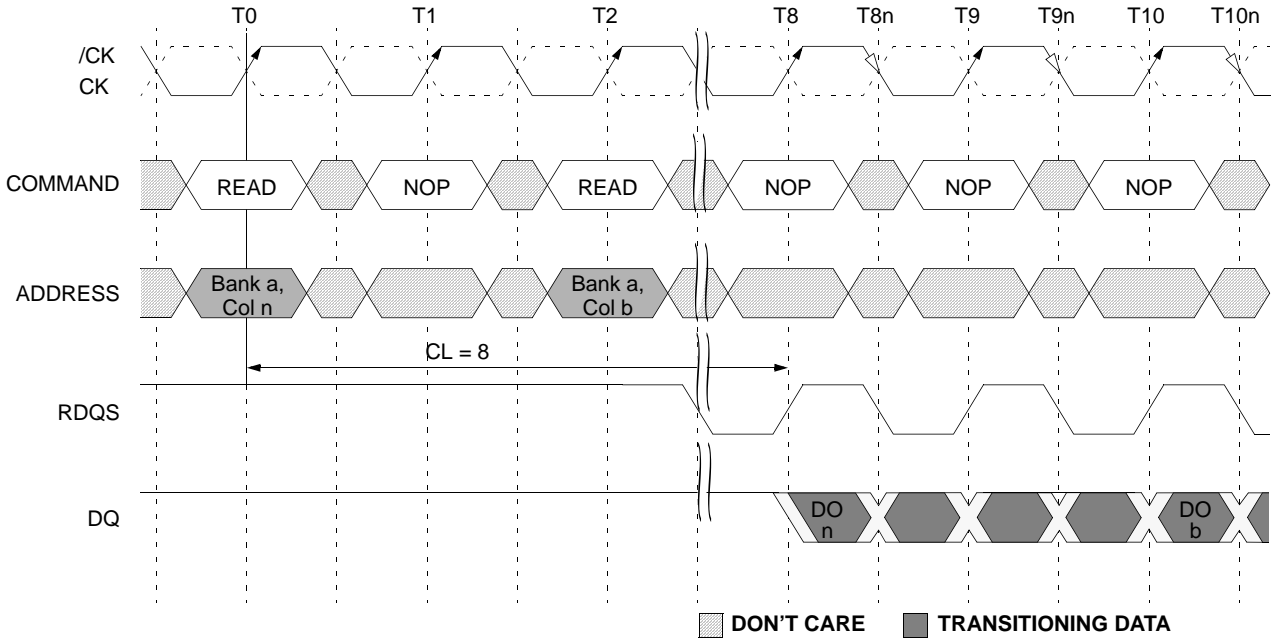 T0 T1 T2 T8 T8n T9 T9n T10 T10n
/CK
CK
COMMAND READ NOP READ NOP NOP NOP
ADDRESS
Bank a,
Col n
Bank a,
Col b
CL = 8
RDQS
DQ
DO
n
DO
b
DON'T CARE TRANSITIONING DATA